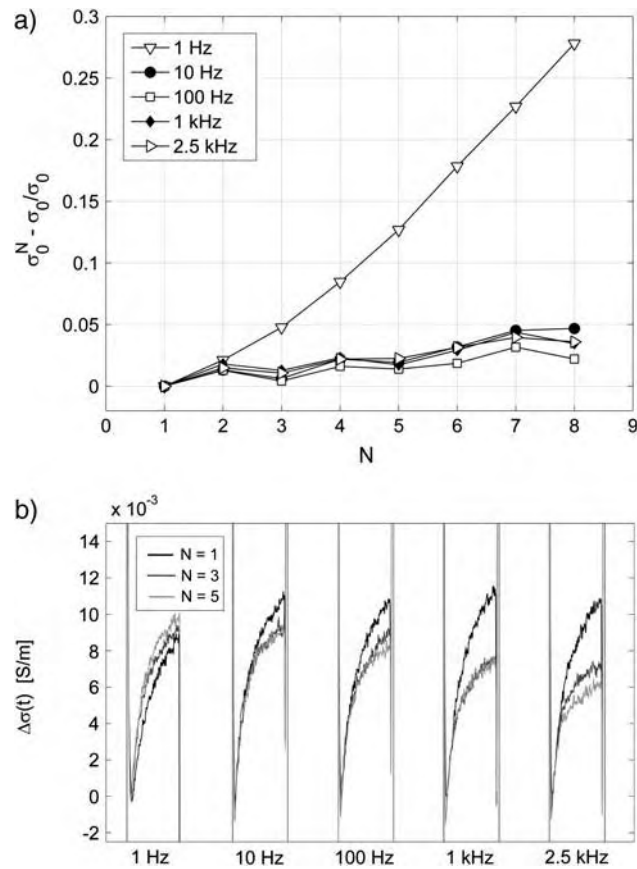 a)
0.3
0.25
0.2
0.15
0.1
0.05
0
σ₀ᴺ - σ₀/σ₀
1 Hz
10 Hz
100 Hz
1 kHz
2.5 kHz
0 1 2 3 4 5 6 7 8 9
N
b)
x 10⁻³
14
12
10
8
6
4
2
0
-2
Δσ(t) [S/m]
N = 1
N = 3
N = 5
1 Hz 10 Hz 100 Hz 1 kHz 2.5 kHz